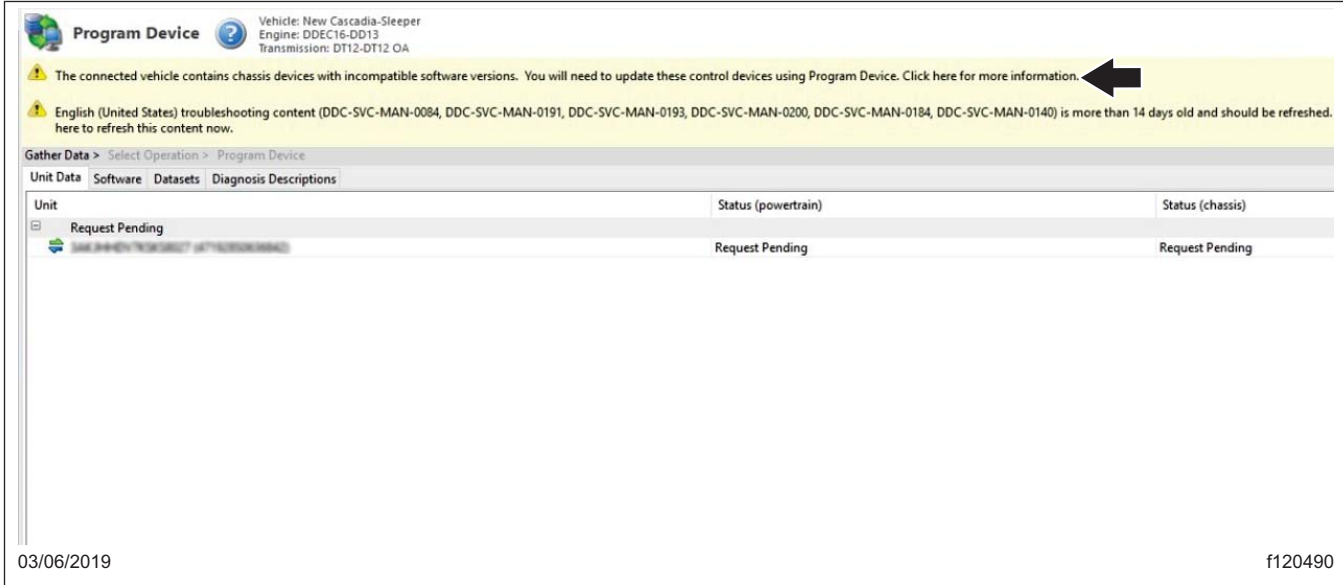 Program Device
Vehicle: New Cascadia-Sleeper
Engine: DDEC16-DD13
Transmission: DT12-DT12 OA
The connected vehicle contains chassis devices with incompatible software versions. You will need to update these control devices using Program Device. Click here for more information.
English (United States) troubleshooting content (DDC-SVC-MAN-0084, DDC-SVC-MAN-0191, DDC-SVC-MAN-0193, DDC-SVC-MAN-0200, DDC-SVC-MAN-0184, DDC-SVC-MAN-0140) is more than 14 days old and should be refreshed.
here to refresh this content now.
Gather Data > Select Operation > Program Device
Unit Data Software Datasets Diagnosis Descriptions
Unit Status (powertrain) Status (chassis)
Request Pending
Request Pending Request Pending
03/06/2019 f120490